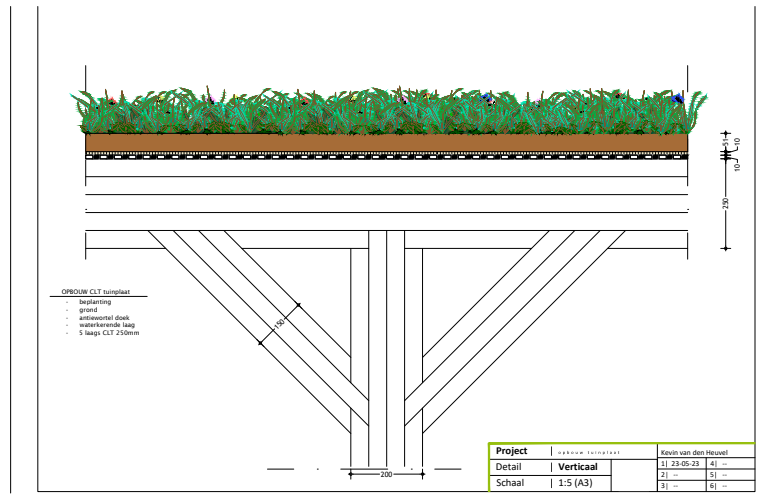 51
10
10
250
OPBOUW CLT tuinplaat
- beplanting
- grond
- antiewortel doek
- waterkerende laag
- 5 laags CLT 250mm
150
200
Project | opbouw tuinplaat
Detail | Verticaal
Schaal | 1:5 (A3)
Kevin van den Heuvel
1| 23-05-23 4| --
2| -- 5| --
3| -- 6| --